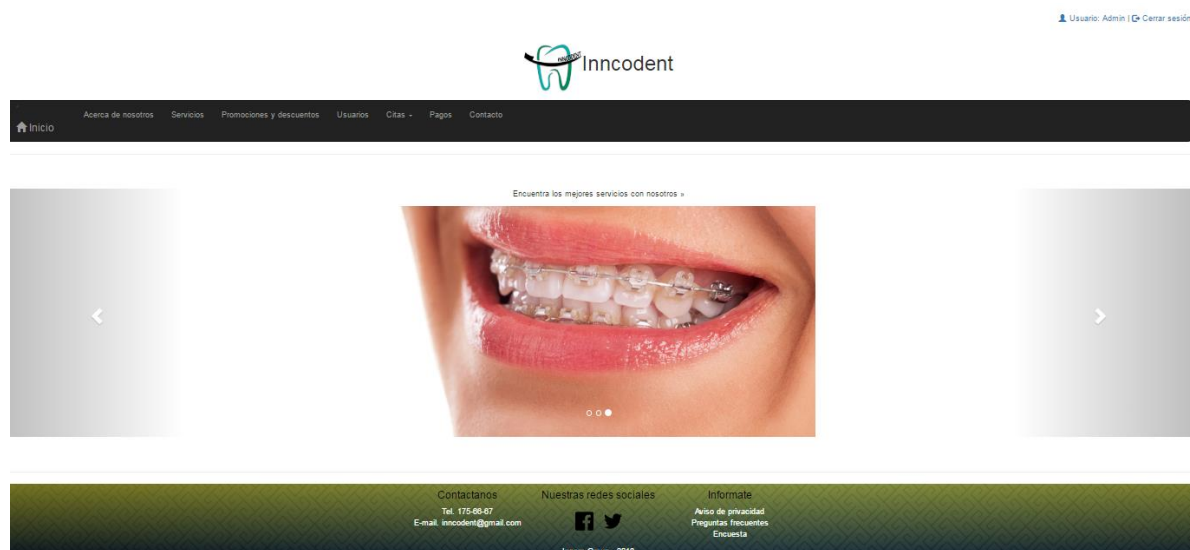 Usuario: Admin | Cerrar sesión
Inncodent
Inicio
Acerca de nosotros Servicios Promociones y descuentos Usuarios Citas Pagos Contacto
Encuentra los mejores servicios con nosotros »
Contactanos
Tel. 175-66-67
E-mail. inncodent@gmail.com
Nuestras redes sociales
Informate
Aviso de privacidad
Preguntas frecuentes
Encuesta